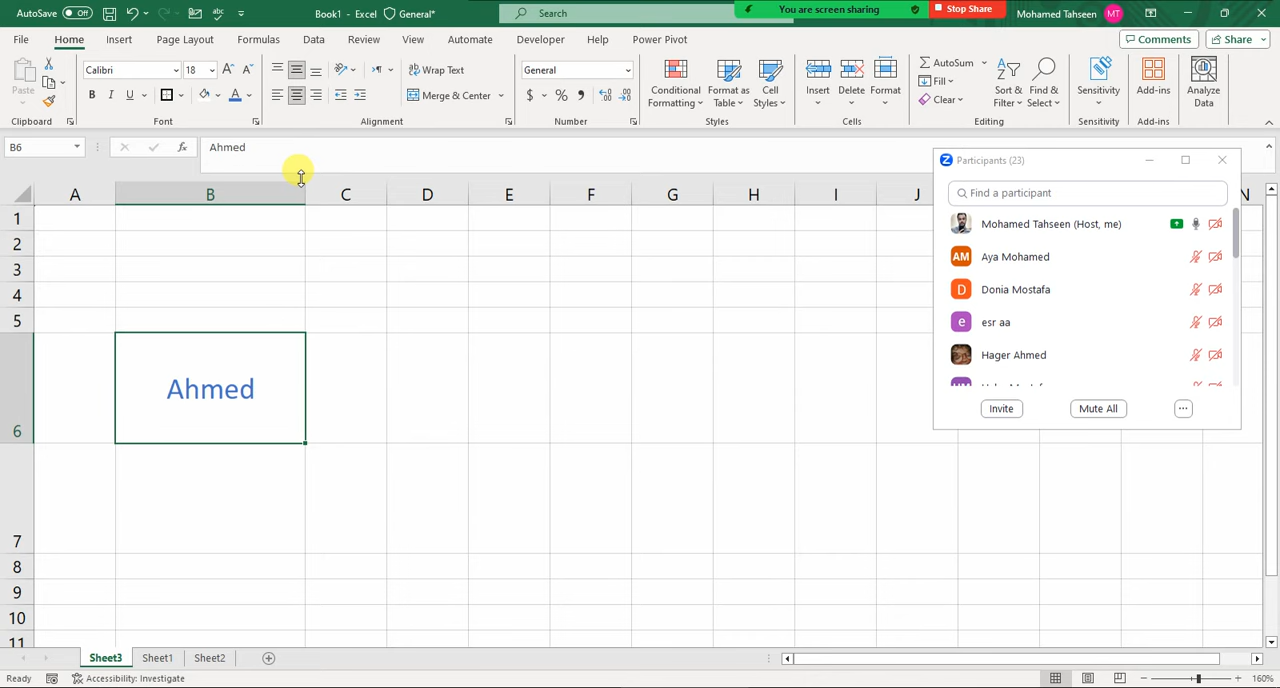 AutoSave Off Book1 - Excel General* Search You are screen sharing Stop Share Mohamed Tahseen MT
File Home Insert Page Layout Formulas Data Review View Automate Developer Help Power Pivot Comments Share
Paste Calibri 18 Wrap Text General Conditional Formatting Format as Table Cell Styles Insert Delete Format AutoSum Fill Clear Sort & Filter Find & Select Sensitivity Add-ins Analyze Data
B I U Merge & Center $ % 9
Clipboard Font Alignment Number Styles Cells Editing Sensitivity Add-ins
B6 fx Ahmed
Participants (23)
Find a participant
A B C D E F G H I J N
1
2
3
4
5
6
7
8
9
10
11
Ahmed
Mohamed Tahseen (Host, me)
AM Aya Mohamed
D Donia Mostafa
e esr aa
Hager Ahmed
Invite Mute All ...
Sheet3 Sheet1 Sheet2
Ready Accessibility: Investigate 160%